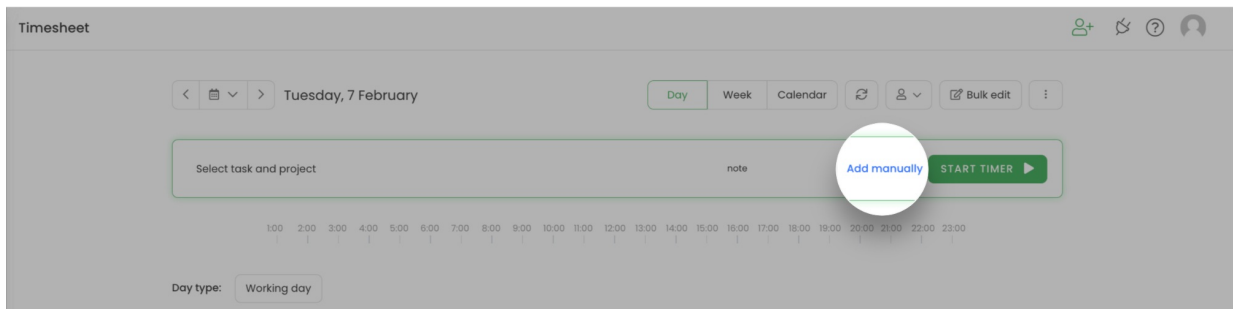 Timesheet
Tuesday, 7 February
Day Week Calendar Bulk edit
Select task and project note Add manually START TIMER
1:00 2:00 3:00 4:00 5:00 6:00 7:00 8:00 9:00 10:00 11:00 12:00 13:00 14:00 15:00 16:00 17:00 18:00 19:00 20:00 21:00 22:00 23:00
Day type: Working day